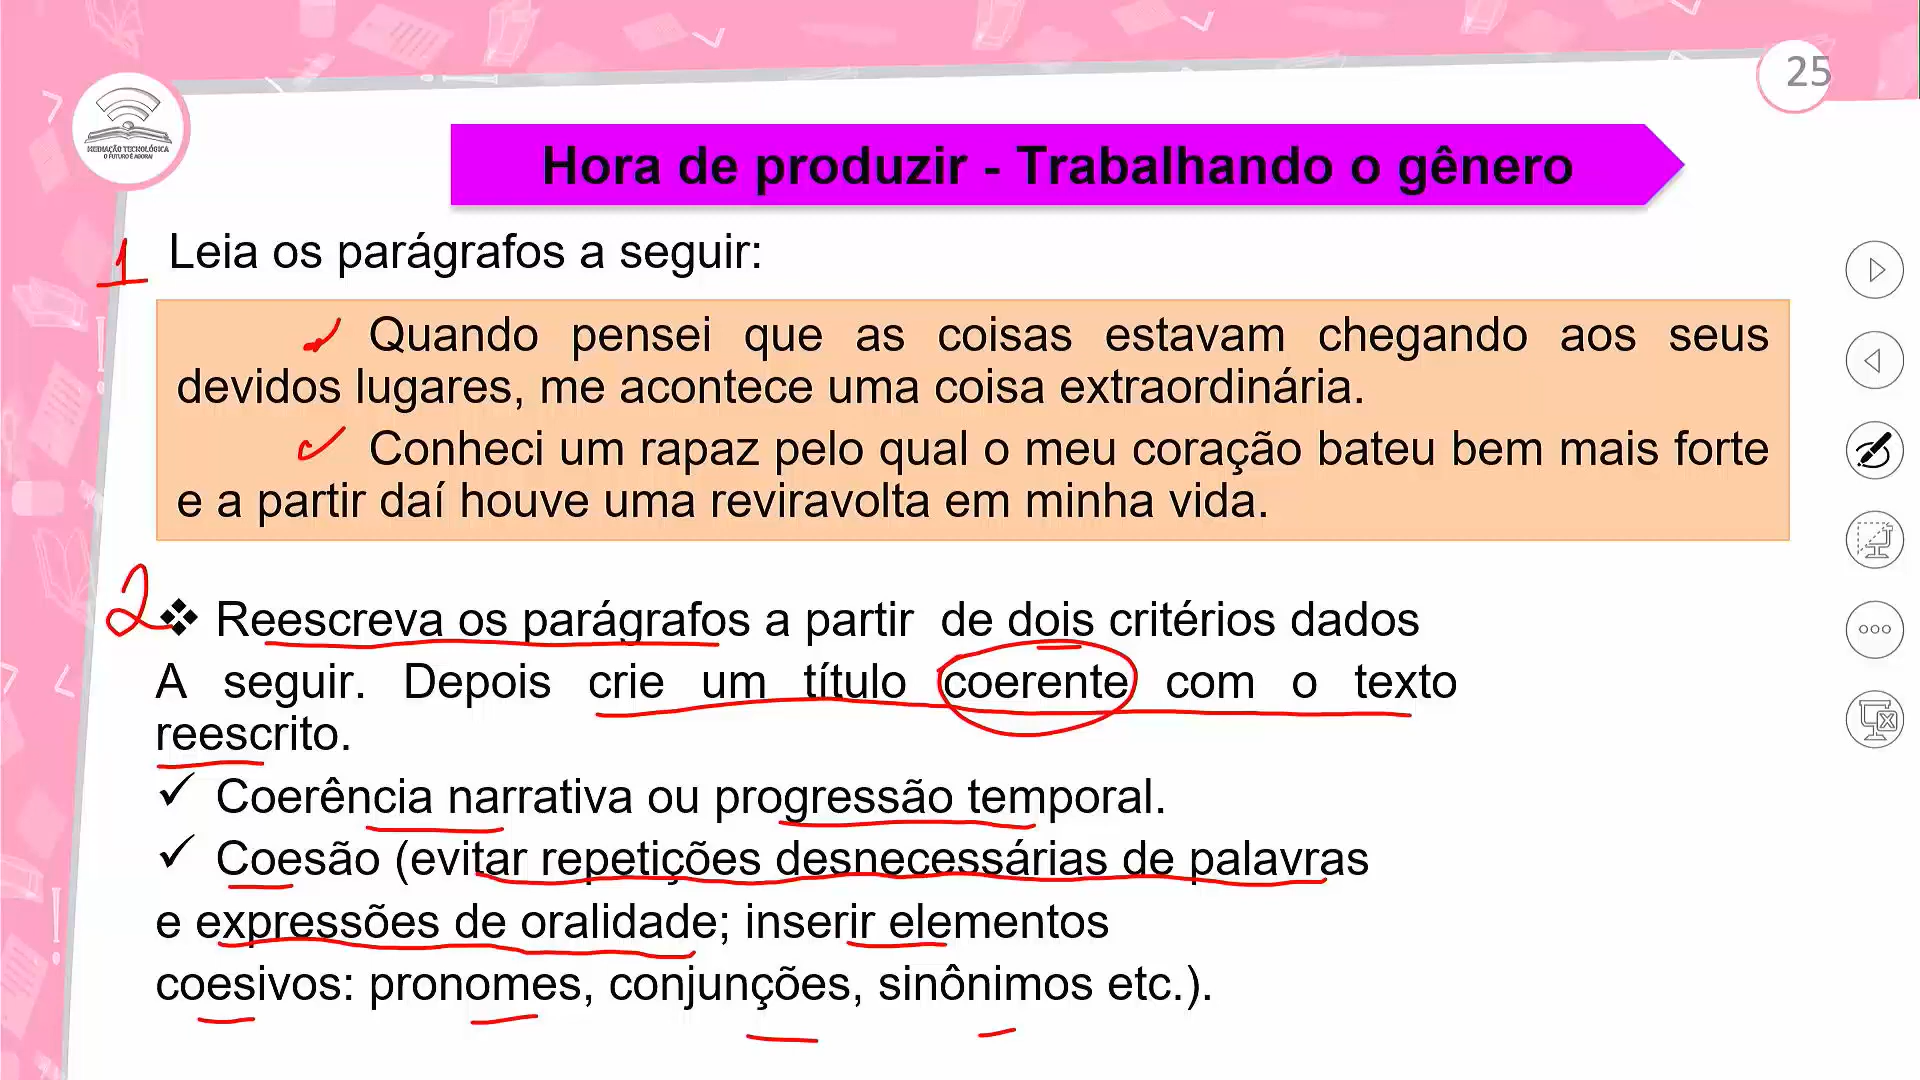 25
MEDIAÇÃO TECNOLÓGICA
O FUTURO É AGORA!
Hora de produzir - Trabalhando o gênero
1 Leia os parágrafos a seguir:
Quando pensei que as coisas estavam chegando aos seus
devidos lugares, me acontece uma coisa extraordinária.
Conheci um rapaz pelo qual o meu coração bateu bem mais forte
e a partir daí houve uma reviravolta em minha vida.
2 ❖ Reescreva os parágrafos a partir de dois critérios dados
A seguir. Depois crie um título coerente com o texto
reescrito.
✓ Coerência narrativa ou progressão temporal.
✓ Coesão (evitar repetições desnecessárias de palavras
e expressões de oralidade; inserir elementos
coesivos: pronomes, conjunções, sinônimos etc.).